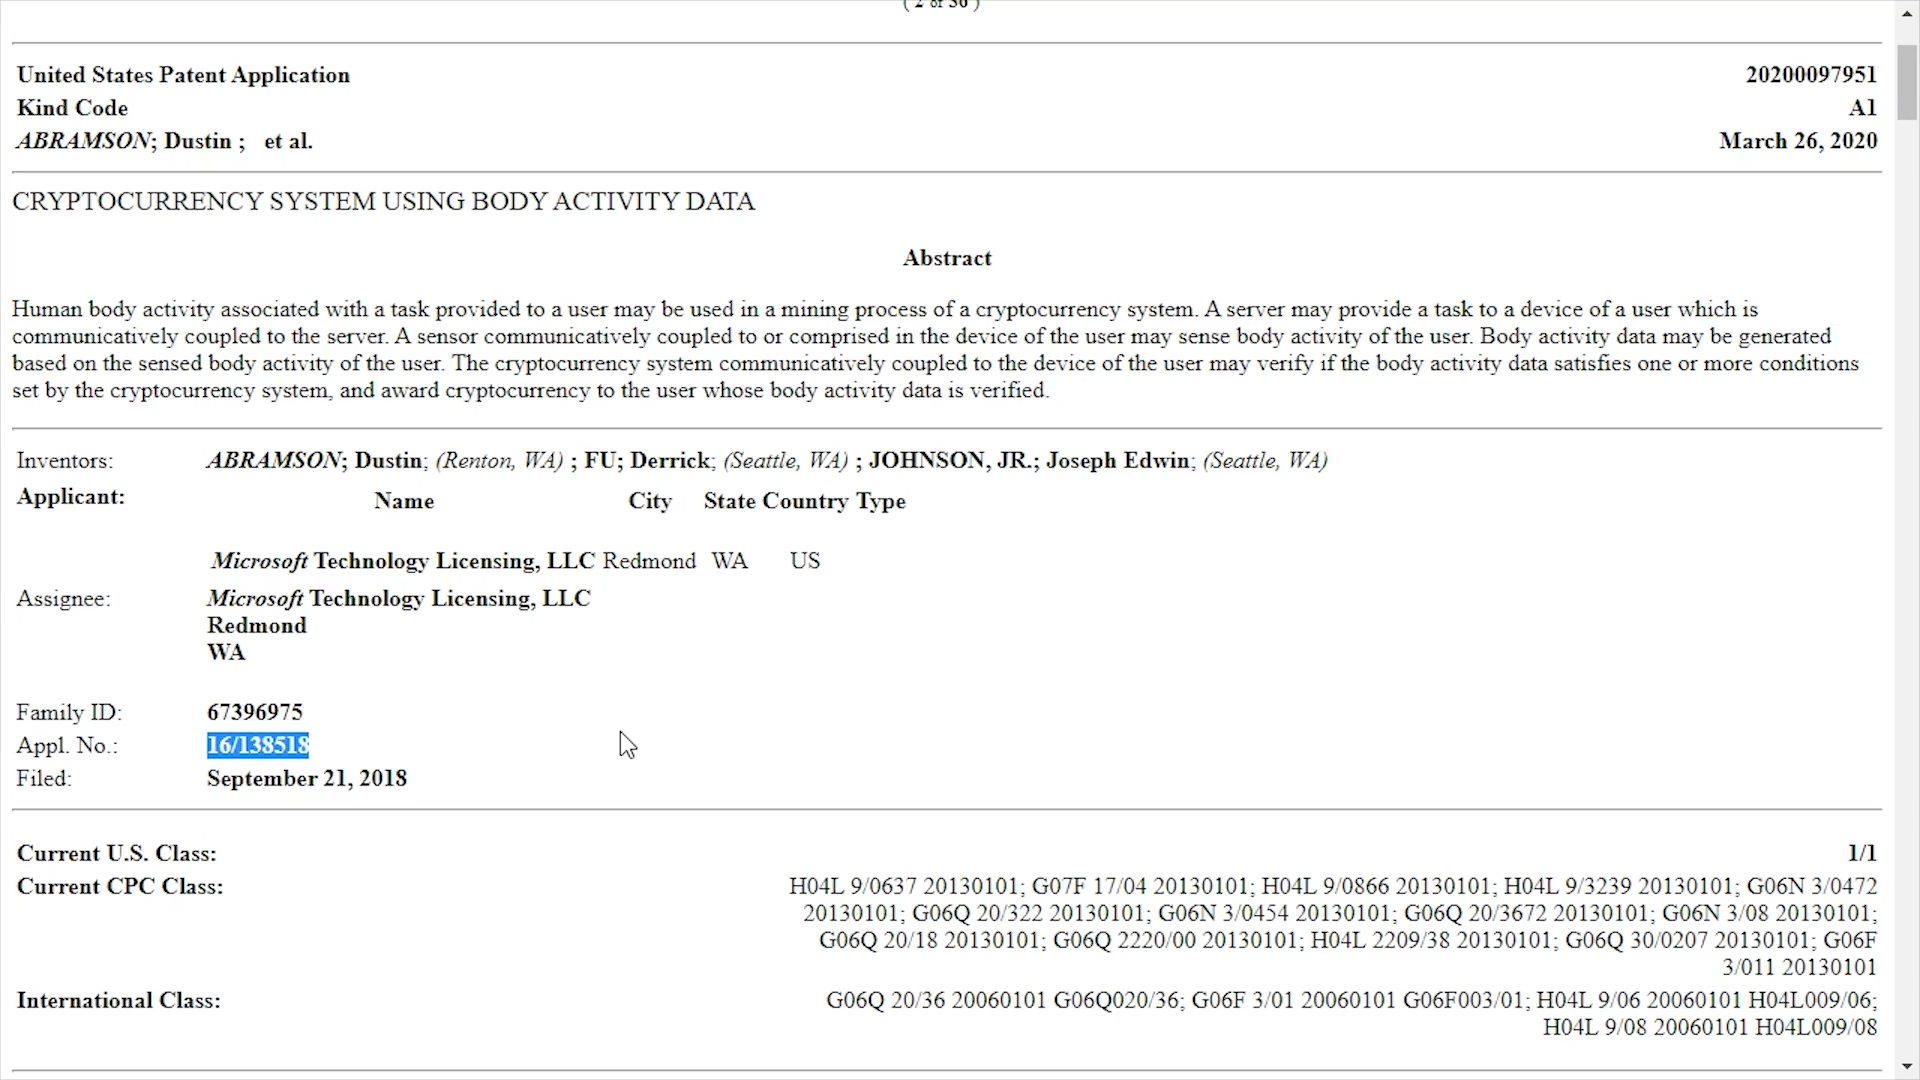 ( 2 of 36 )
United States Patent Application 20200097951
Kind Code A1
ABRAMSON; Dustin ; et al. March 26, 2020
CRYPTOCURRENCY SYSTEM USING BODY ACTIVITY DATA
Abstract
Human body activity associated with a task provided to a user may be used in a mining process of a cryptocurrency system. A server may provide a task to a device of a user which is
communicatively coupled to the server. A sensor communicatively coupled to or comprised in the device of the user may sense body activity of the user. Body activity data may be generated
based on the sensed body activity of the user. The cryptocurrency system communicatively coupled to the device of the user may verify if the body activity data satisfies one or more conditions
set by the cryptocurrency system, and award cryptocurrency to the user whose body activity data is verified.
Inventors: ABRAMSON; Dustin; (Renton, WA) ; FU; Derrick; (Seattle, WA) ; JOHNSON, JR.; Joseph Edwin; (Seattle, WA)
Applicant: Name City State Country Type
Microsoft Technology Licensing, LLC Redmond WA US
Assignee: Microsoft Technology Licensing, LLC
Redmond
WA
Family ID: 67396975
Appl. No.: 16/138518
Filed: September 21, 2018
Current U.S. Class: 1/1
Current CPC Class: H04L 9/0637 20130101; G07F 17/04 20130101; H04L 9/0866 20130101; H04L 9/3239 20130101; G06N 3/0472
20130101; G06Q 20/322 20130101; G06N 3/0454 20130101; G06Q 20/3672 20130101; G06N 3/08 20130101;
G06Q 20/18 20130101; G06Q 2220/00 20130101; H04L 2209/38 20130101; G06Q 30/0207 20130101; G06F
3/011 20130101
International Class: G06Q 20/36 20060101 G06Q020/36; G06F 3/01 20060101 G06F003/01; H04L 9/06 20060101 H04L009/06;
H04L 9/08 20060101 H04L009/08